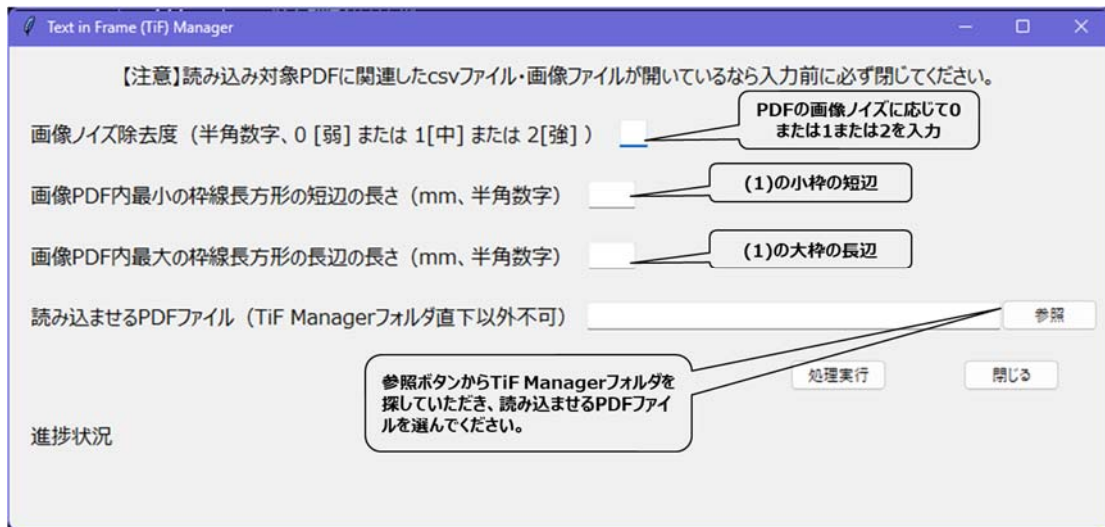 Text in Frame (TiF) Manager
【注意】読み込み対象PDFに関連したcsvファイル・画像ファイルが開いているなら入力前に必ず閉じてください。
PDFの画像ノイズに応じて0
または1または2を入力
画像ノイズ除去度（半角数字、0 [弱] または 1[中] または 2[強] ）
(1)の小枠の短辺
画像PDF内最小の枠線長方形の短辺の長さ（mm、半角数字）
(1)の大枠の長辺
画像PDF内最大の枠線長方形の長辺の長さ（mm、半角数字）
読み込ませるPDFファイル（TiF Managerフォルダ直下以外不可） 参照
参照ボタンからTiF Managerフォルダを
探していただき、読み込ませるPDFファイ
ルを選んでください。
処理実行 閉じる
進捗状況